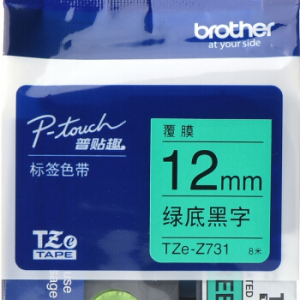 brother
at your side
P-touch
普贴趣
标签色带
TZe
TAPE
覆膜
12mm
绿底黑字
TZe-Z731 8米